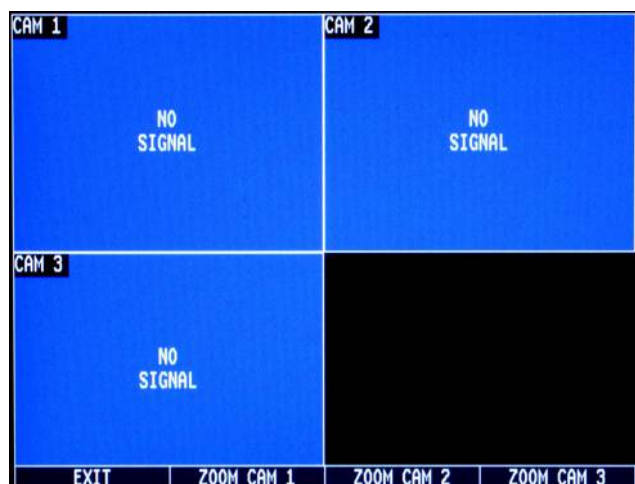 CAM 1
CAM 2
NO
SIGNAL
NO
SIGNAL
CAM 3
NO
SIGNAL
EXIT
ZOOM CAM 1
ZOOM CAM 2
ZOOM CAM 3